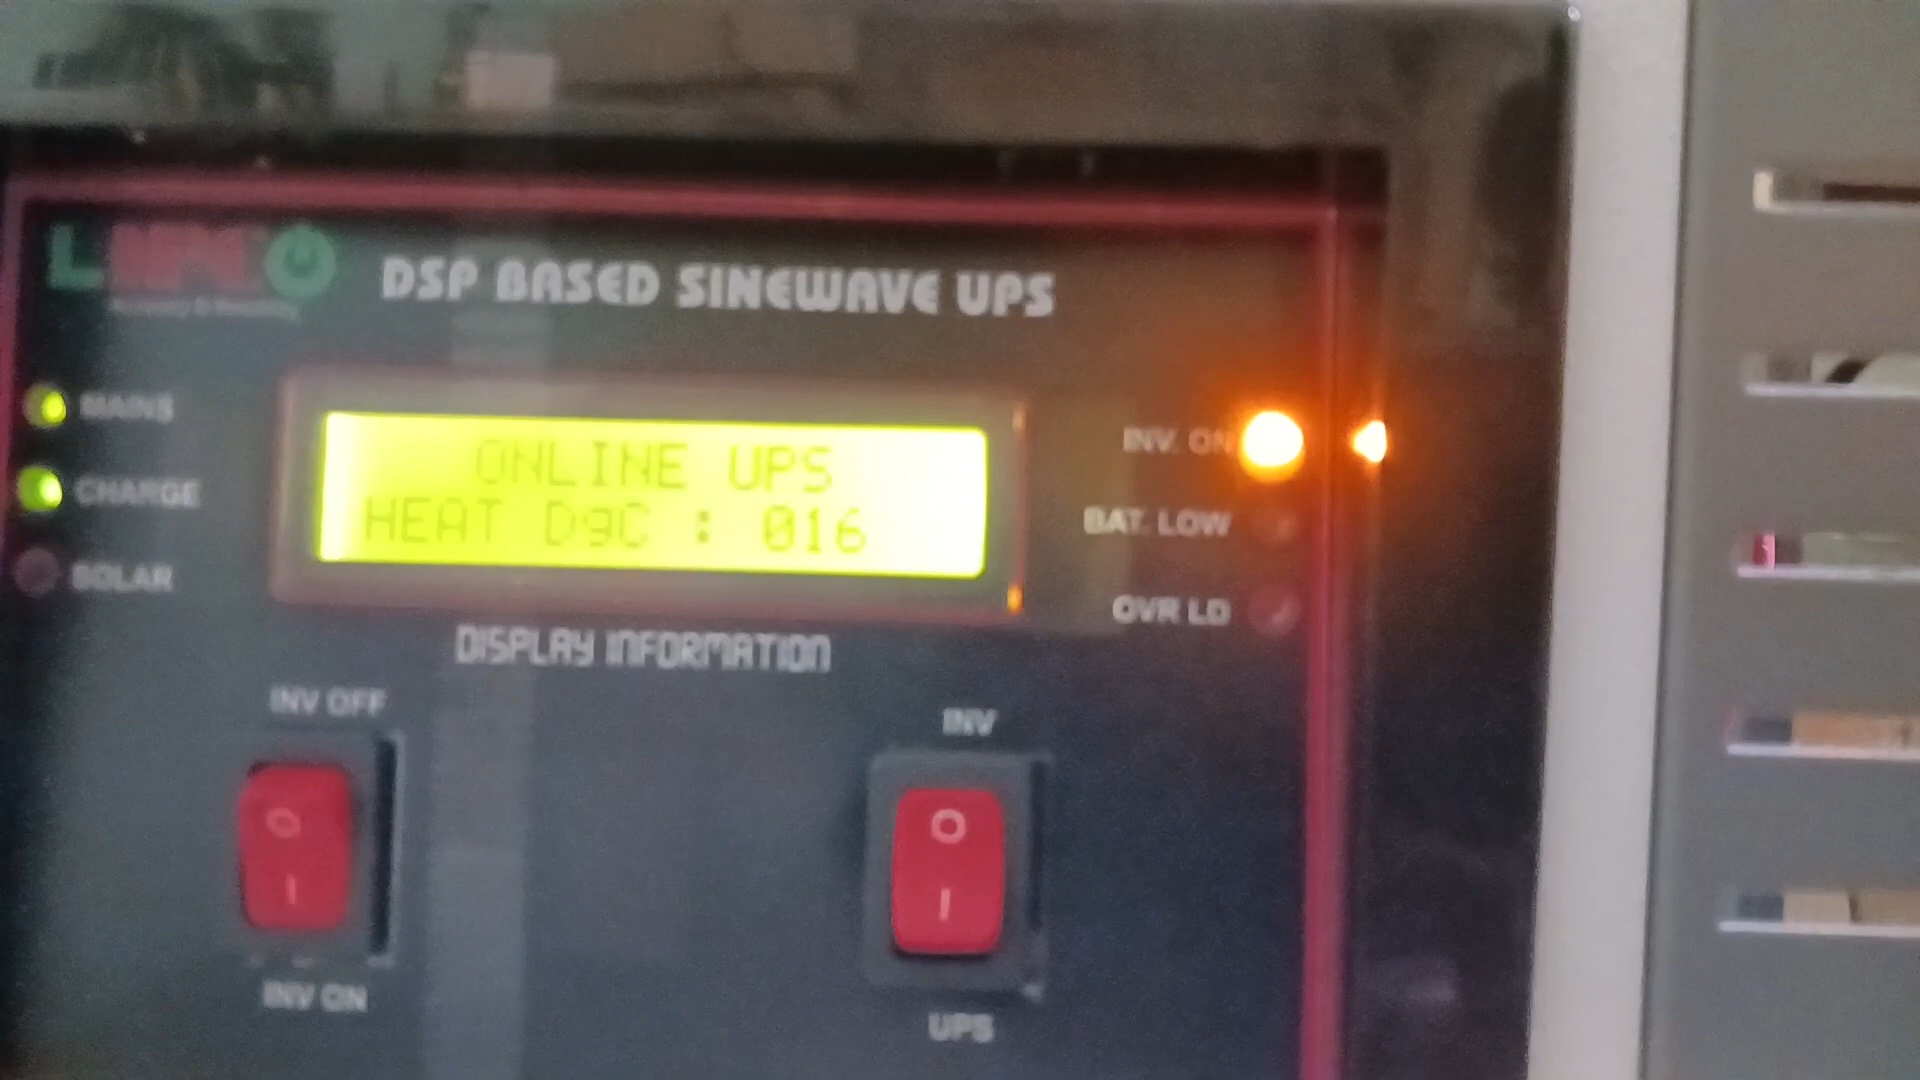 DSP BASED SINEWAVE UPS
MAINS
CHARGE
SOLAR
ONLINE UPS
HEAT DgC : 016
INV. ON
BAT. LOW
OVR LD
DISPLAY INFORMATION
INV OFF
O
I
INV ON
INV
O
I
UPS